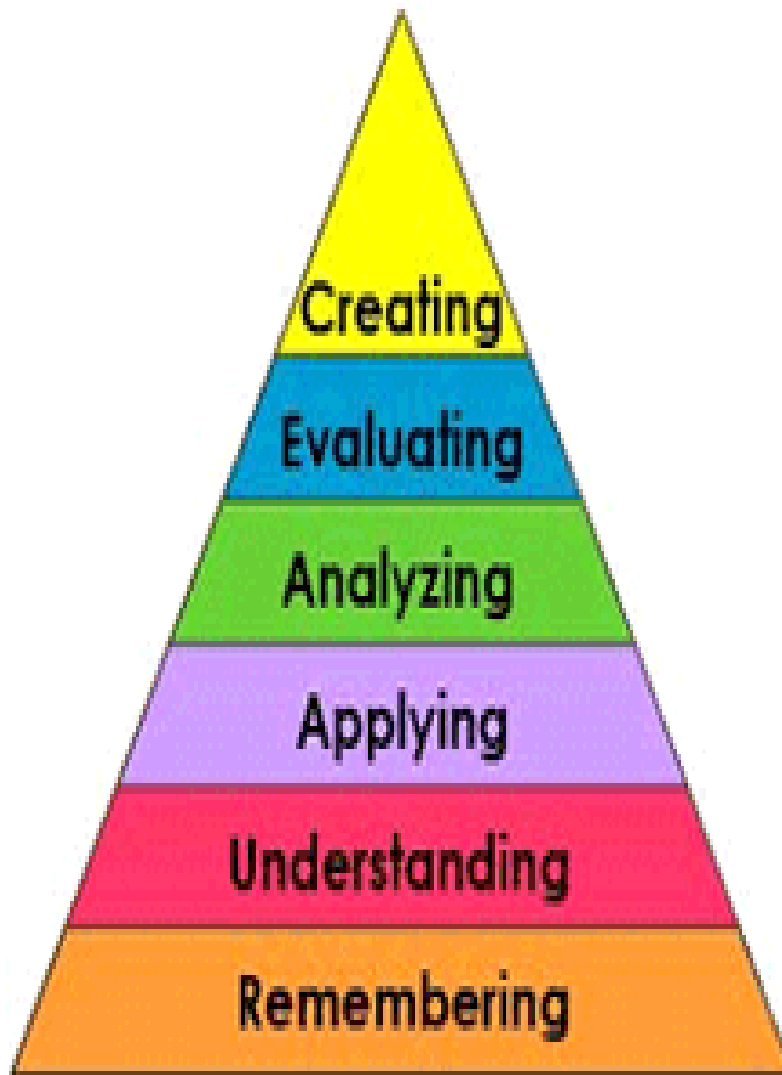 Creating
Evaluating
Analyzing
Applying
Understanding
Remembering